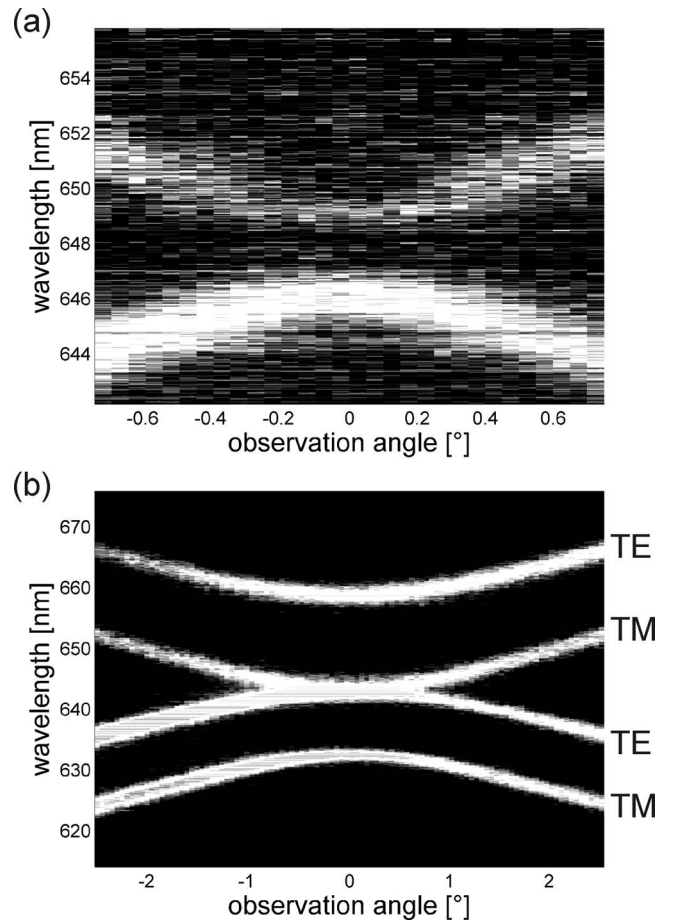 (a)
wavelength [nm]
654
652
650
648
646
644
-0.6 -0.4 -0.2 0 0.2 0.4 0.6
observation angle [°]
(b)
wavelength [nm]
670
660
650
640
630
620
TE
TM
TE
TM
-2 -1 0 1 2
observation angle [°]